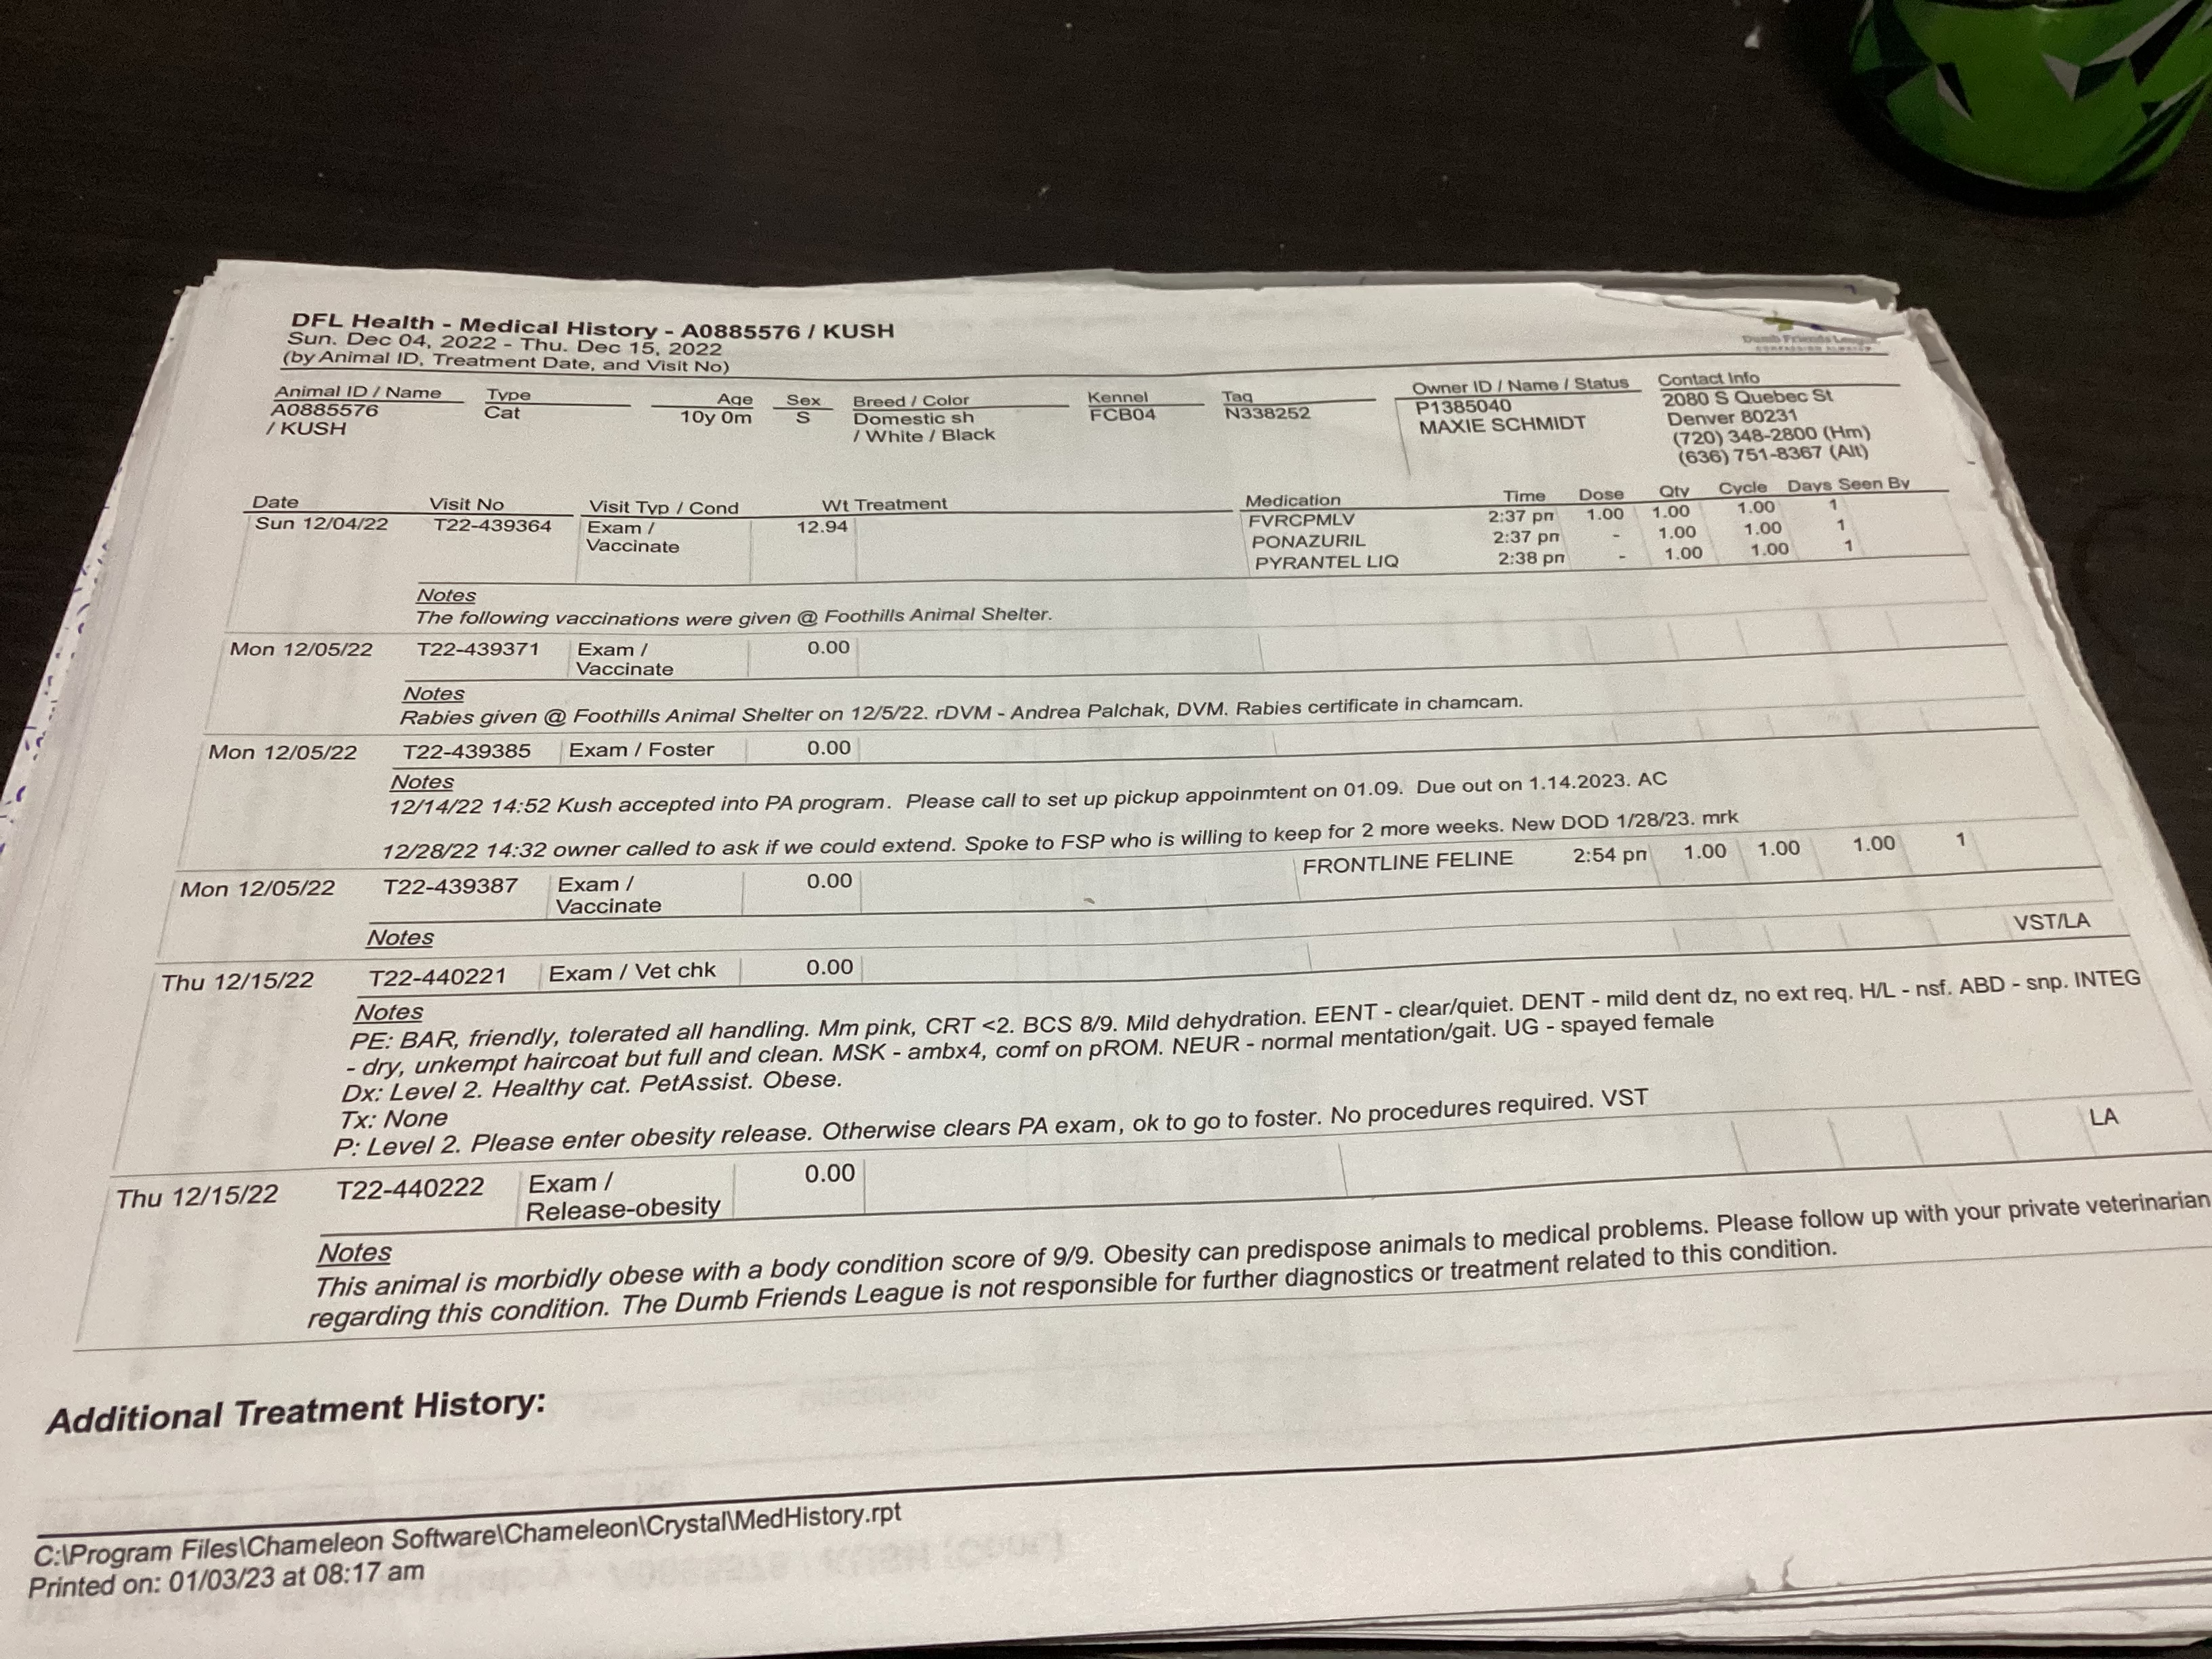 DFL Health - Medical History - A0885576 / KUSH
Sun. Dec 04, 2022 - Thu. Dec 15, 2022
(by Animal ID, Treatment Date, and Visit No)
Dumb Friends League
Animal ID / Name Type Age Sex Breed / Color Kennel Tag Owner ID / Name / Status Contact Info
A0885576 Cat 10y 0m S Domestic sh FCB04 N338252 P1385040 2080 S Quebec St
/ KUSH / White / Black MAXIE SCHMIDT Denver 80231
(720) 348-2800 (Hm)
(636) 751-8367 (Alt)
Date Visit No Visit Typ / Cond Wt Treatment Medication Time Dose Qty Cycle Days Seen By
Sun 12/04/22 T22-439364 Exam / 12.94 FVRCPMLV 2:37 pn 1.00 1.00 1.00 1
Vaccinate PONAZURIL 2:37 pn - 1.00 1.00 1
PYRANTEL LIQ 2:38 pn - 1.00 1.00 1
Notes
The following vaccinations were given @ Foothills Animal Shelter.
Mon 12/05/22 T22-439371 Exam / 0.00
Vaccinate
Notes
Rabies given @ Foothills Animal Shelter on 12/5/22. rDVM - Andrea Palchak, DVM. Rabies certificate in chamcam.
Mon 12/05/22 T22-439385 Exam / Foster 0.00
Notes
12/14/22 14:52 Kush accepted into PA program. Please call to set up pickup appoinmtent on 01.09. Due out on 1.14.2023. AC
12/28/22 14:32 owner called to ask if we could extend. Spoke to FSP who is willing to keep for 2 more weeks. New DOD 1/28/23. mrk
Mon 12/05/22 T22-439387 Exam / 0.00 FRONTLINE FELINE 2:54 pn 1.00 1.00 1.00 1
Vaccinate
Notes
Thu 12/15/22 T22-440221 Exam / Vet chk 0.00 VST/LA
Notes
PE: BAR, friendly, tolerated all handling. Mm pink, CRT <2. BCS 8/9. Mild dehydration. EENT - clear/quiet. DENT - mild dent dz, no ext req. H/L - nsf. ABD - snp. INTEG
- dry, unkempt haircoat but full and clean. MSK - ambx4, comf on pROM. NEUR - normal mentation/gait. UG - spayed female
Dx: Level 2. Healthy cat. PetAssist. Obese.
Tx: None
P: Level 2. Please enter obesity release. Otherwise clears PA exam, ok to go to foster. No procedures required. VST
Thu 12/15/22 T22-440222 Exam / 0.00 LA
Release-obesity
Notes
This animal is morbidly obese with a body condition score of 9/9. Obesity can predispose animals to medical problems. Please follow up with your private veterinarian
regarding this condition. The Dumb Friends League is not responsible for further diagnostics or treatment related to this condition.
Additional Treatment History:
C:\Program Files\Chameleon Software\Chameleon\Crystal\MedHistory.rpt
Printed on: 01/03/23 at 08:17 am